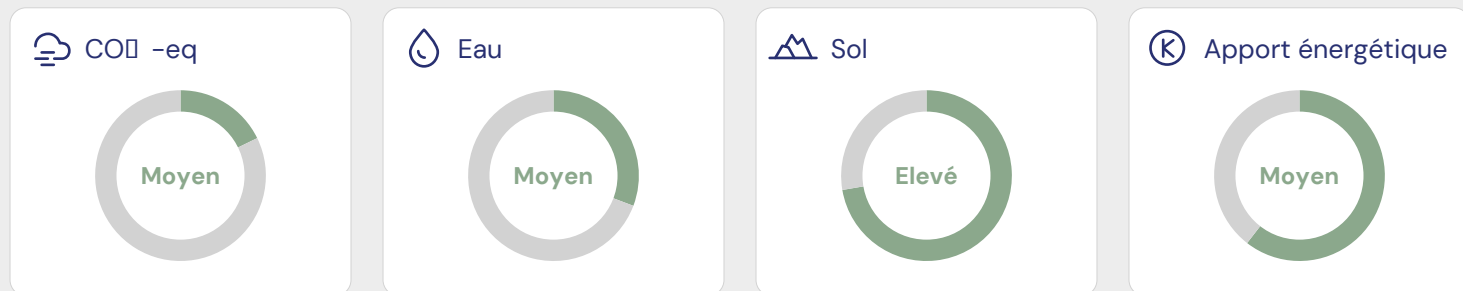 CO▯ -eq
Moyen
Eau
Moyen
Sol
Elevé
Apport énergétique
Moyen